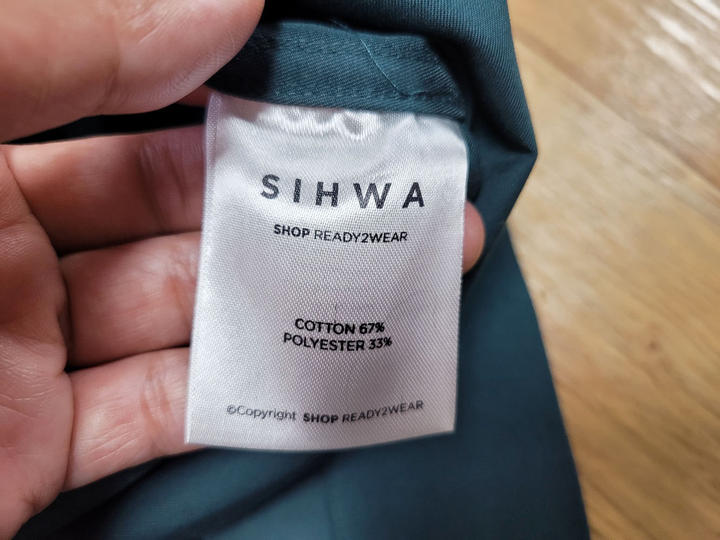 SIHWA
SHOP READY2WEAR
COTTON 67%
POLYESTER 33%
©Copyright SHOP READY2WEAR